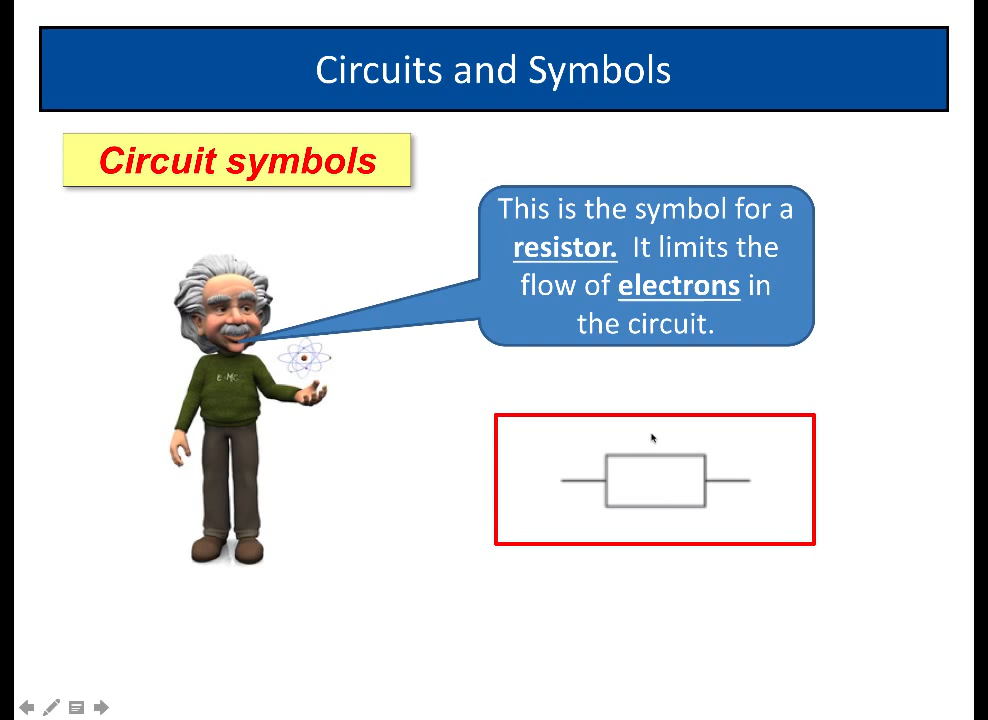 Circuits and Symbols
Circuit symbols
This is the symbol for a
resistor. It limits the
flow of electrons in
the circuit.